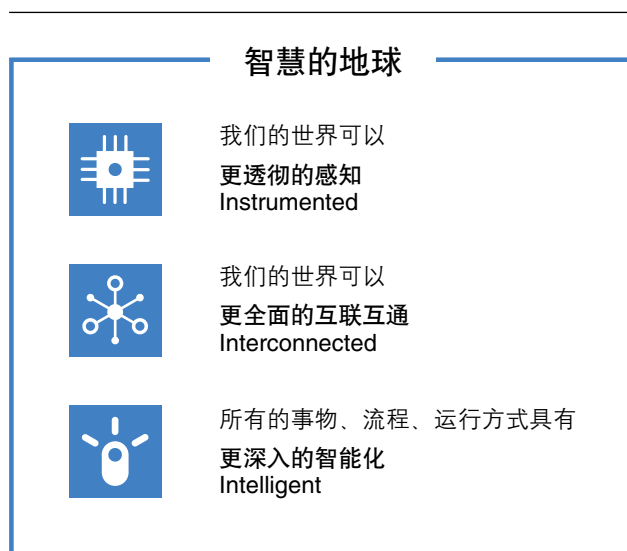 智慧的地球
我们的世界可以
更透彻的感知
Instrumented
我们的世界可以
更全面的互联互通
Interconnected
所有的事物、流程、运行方式具有
更深入的智能化
Intelligent